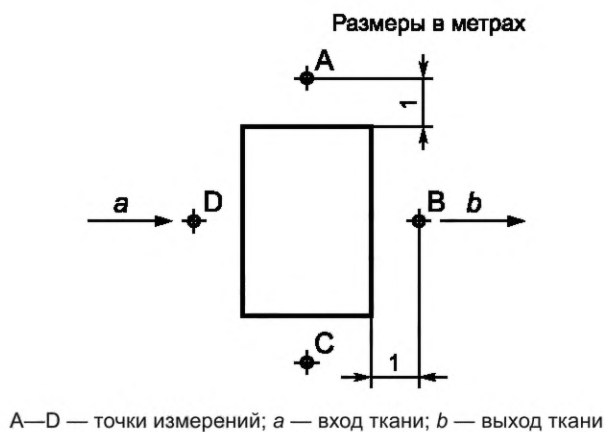 Размеры в метрах
A
1
a
D
B
b
C
1
A—D — точки измерений; a — вход ткани; b — выход ткани